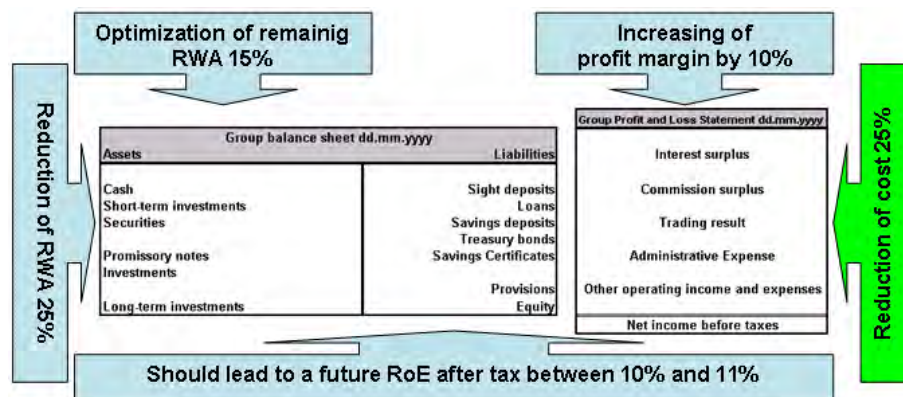 Optimization of remainig
RWA 15%
Increasing of
profit margin by 10%
Reduction of RWA 25%
Group balance sheet dd.mm.yyyy
Assets Liabilities
Cash Sight deposits
Short-term investments Loans
Securities Savings deposits
Treasury bonds
Promissory notes Savings Certificates
Investments
Provisions
Long-term investments Equity
Group Profit and Loss Statement dd.mm.yyyy
Interest surplus
Commission surplus
Trading result
Administrative Expense
Other operating income and expenses
Net income before taxes
Reduction of cost 25%
Should lead to a future RoE after tax between 10% and 11%